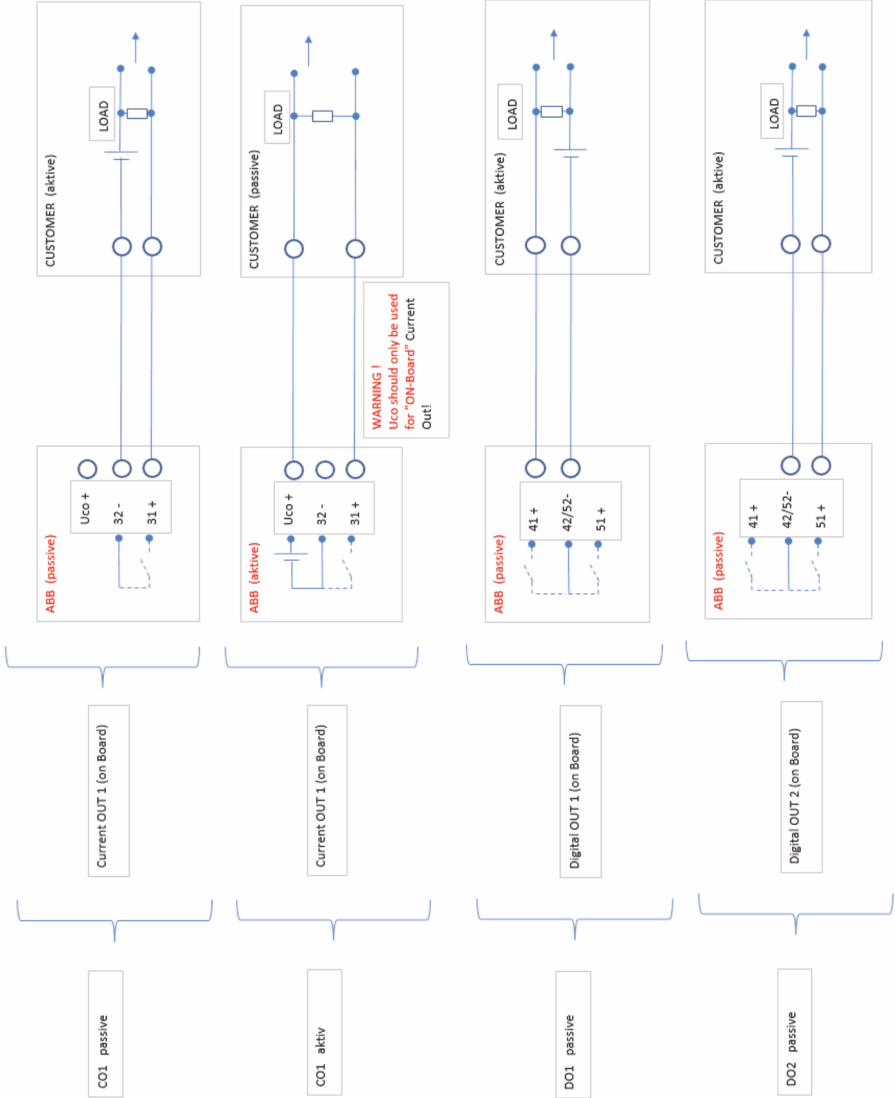 CO1 passive
Current OUT 1 (on Board)
ABB (passive)
Uco +
32 -
31 +
CUSTOMER (aktive)
LOAD
CO1 aktiv
Current OUT 1 (on Board)
ABB (aktive)
Uco +
32 -
31 +
WARNING !
Uco should only be used
for "ON-Board" Current
Out!
CUSTOMER (passive)
LOAD
DO1 passive
Digital OUT 1 (on Board)
ABB (passive)
41 +
42/52-
51 +
CUSTOMER (aktive)
LOAD
DO2 passive
Digital OUT 2 (on Board)
ABB (passive)
41 +
42/52-
51 +
CUSTOMER (aktive)
LOAD